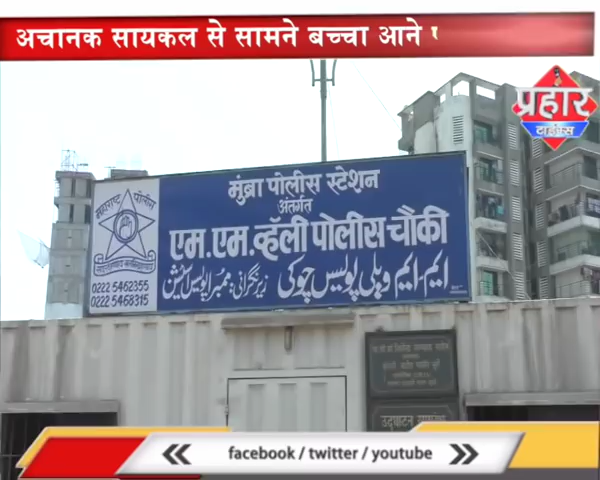 अचानक सायकल से सामने बच्चा आने
प्रहार
टाईम्स
मुंब्रा पोलीस स्टेशन
अंतर्गत
एम.एम.व्हॅली पोलीस चौकी
ایم-ایم ویلی پولیس چوکی زیر نگرانی: ممبرا پولیس اسٹیشن
महाराष्ट्र पोलीस
0222 5462355
0222 5468315
facebook / twitter / youtube